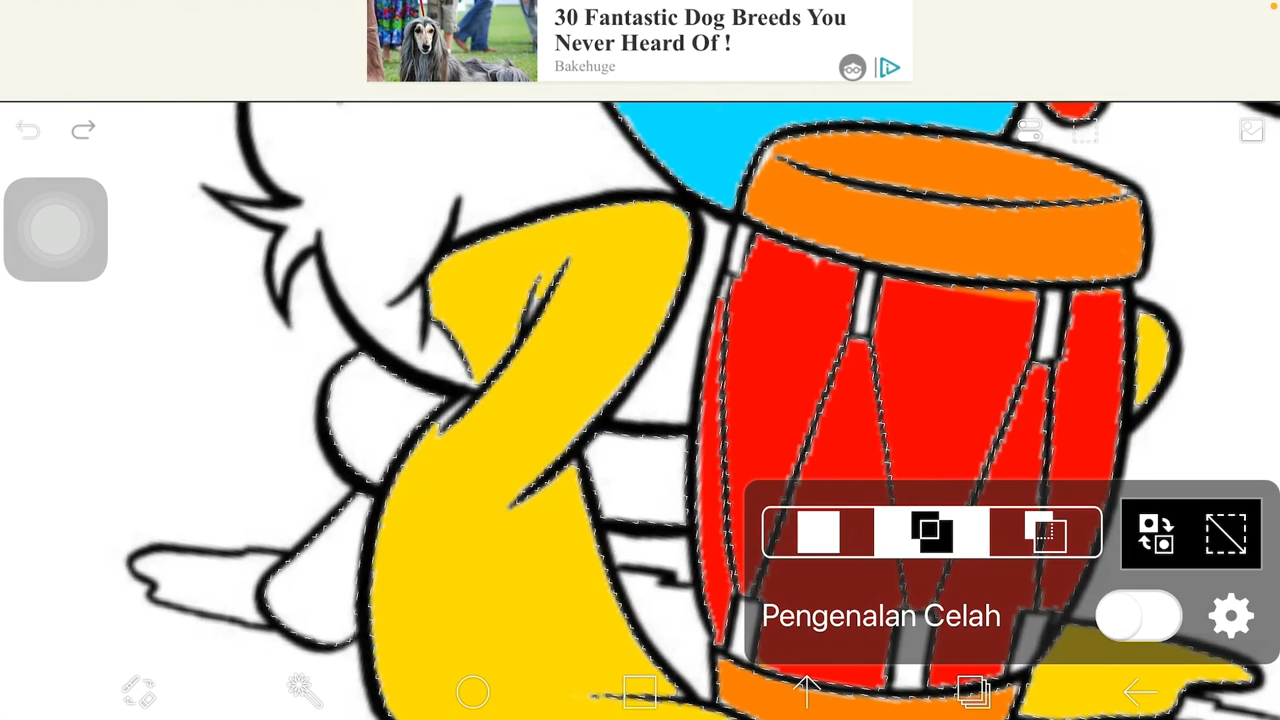 30 Fantastic Dog Breeds You
Never Heard Of !
Bakehuge
Pengenalan Celah